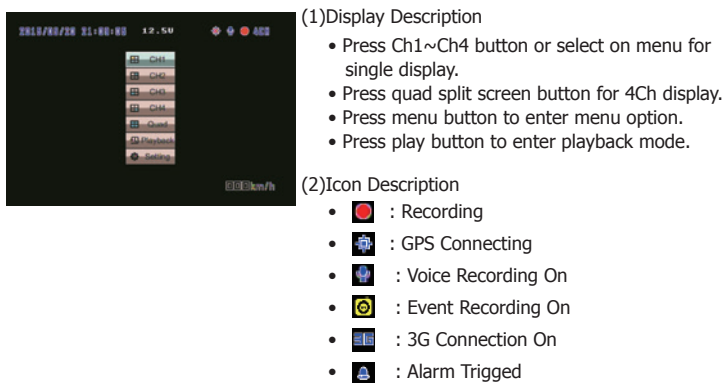 12.5V
CH1
CH2
CH3
CH4
Quad
Playback
Setting
km/h
(1)Display Description
• Press Ch1~Ch4 button or select on menu for
single display.
• Press quad split screen button for 4Ch display.
• Press menu button to enter menu option.
• Press play button to enter playback mode.
(2)Icon Description
• : Recording
• : GPS Connecting
• : Voice Recording On
• : Event Recording On
• 3G : 3G Connection On
• : Alarm Trigged